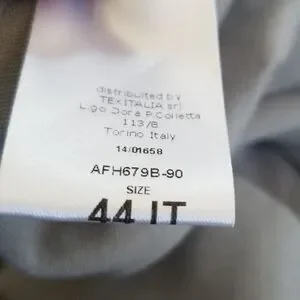 distributed by
TEXITALIA srl
L.go Dora P.Colletta
113/8
Torino Italy
14/01658
AFH679B-90
SIZE
44 IT